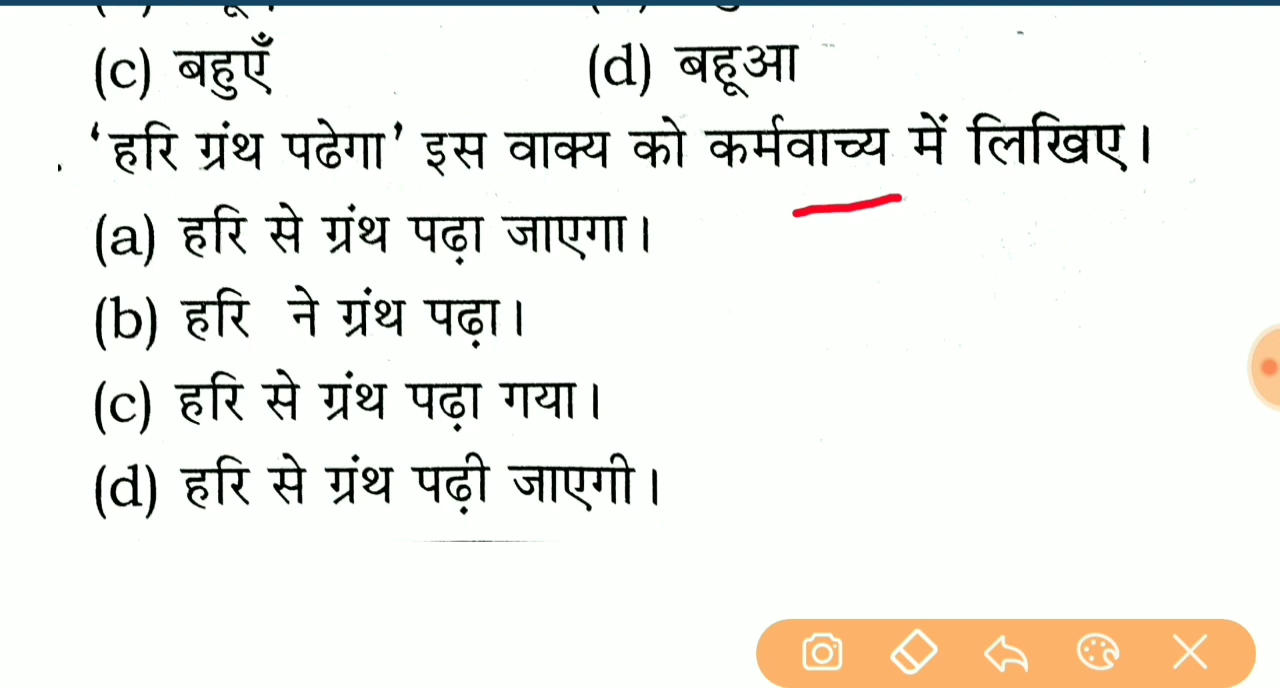 (c) बहुएँ (d) बहूआ
'हरि ग्रंथ पढेगा' इस वाक्य को कर्मवाच्य में लिखिए।
(a) हरि से ग्रंथ पढ़ा जाएगा।
(b) हरि ने ग्रंथ पढ़ा।
(c) हरि से ग्रंथ पढ़ा गया।
(d) हरि से ग्रंथ पढ़ी जाएगी।